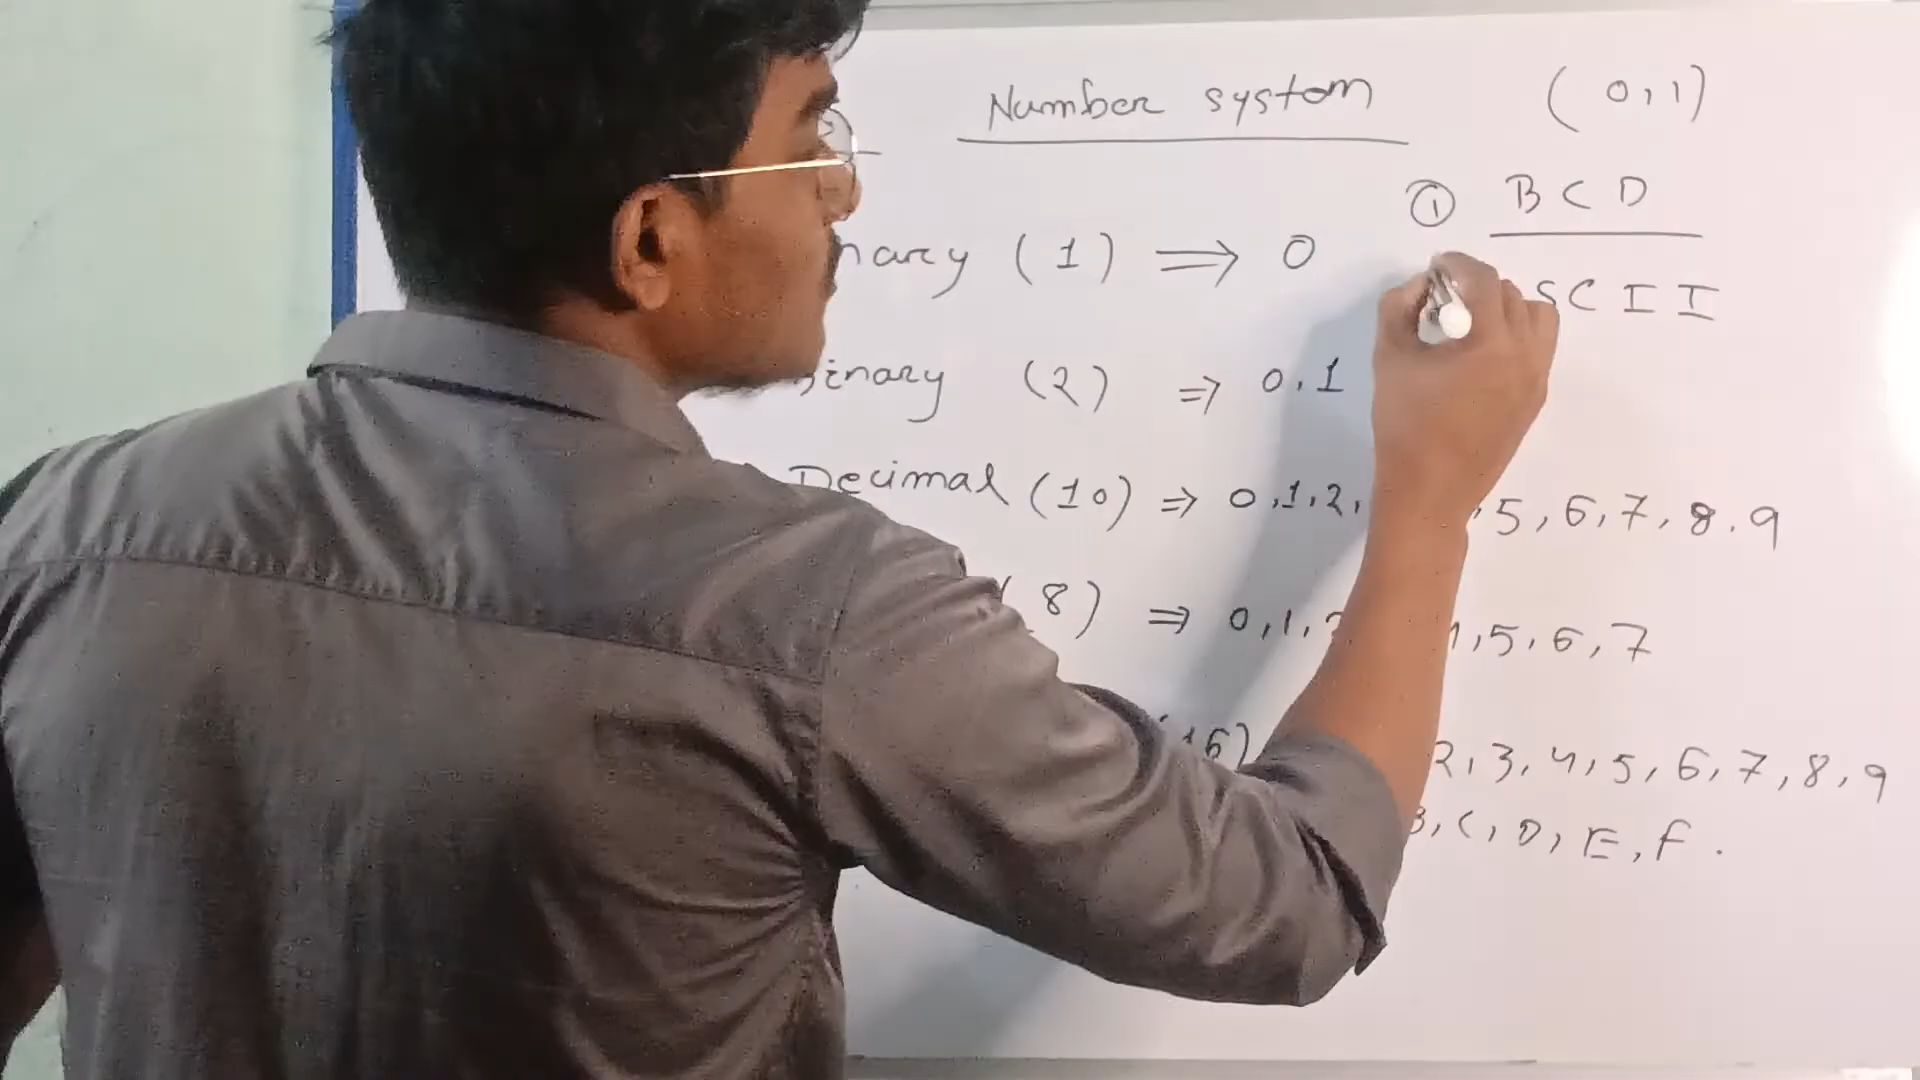 Number system (0,1)
① BCD
nary (1) ⇒ 0
SCII
Binary (2) ⇒ 0,1
Decimal (10) ⇒ 0,1,2, ,5,6,7,8.9
(8) ⇒ 0,1,2 4,5,6,7
(16) 2,3,4,5,6,7,8,9
B,C,D,E,F.